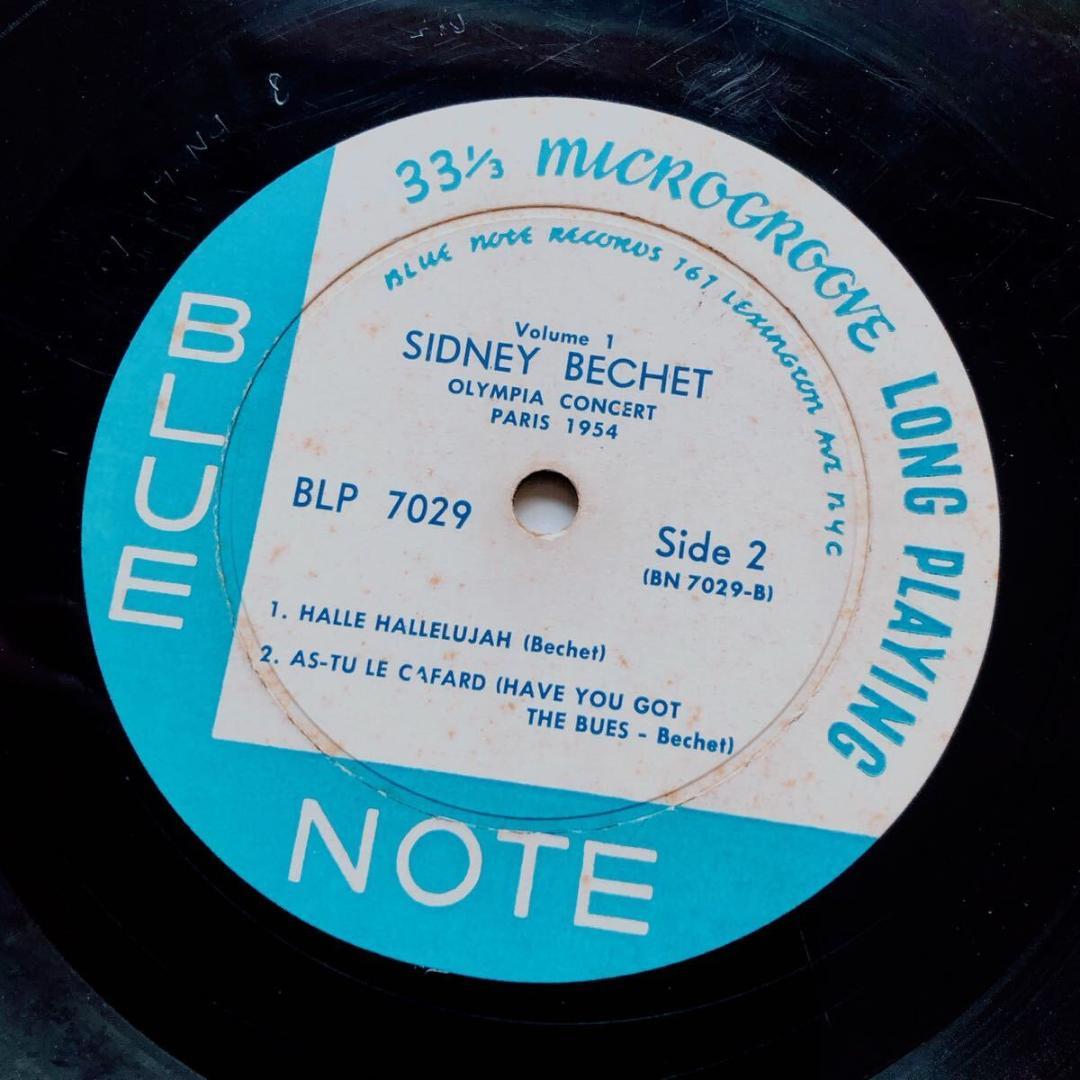 33⅓ MICROGROOVE LONG PLAYING
BLUE NOTE RECORDS 767 LEXINGTON AVE NYC
Volume 1
SIDNEY BECHET
OLYMPIA CONCERT
PARIS 1954
BLP 7029
Side 2
(BN 7029-B)
1. HALLE HALLELUJAH (Bechet)
2. AS-TU LE CAFARD (HAVE YOU GOT
THE BUES - Bechet)
BLUE
NOTE